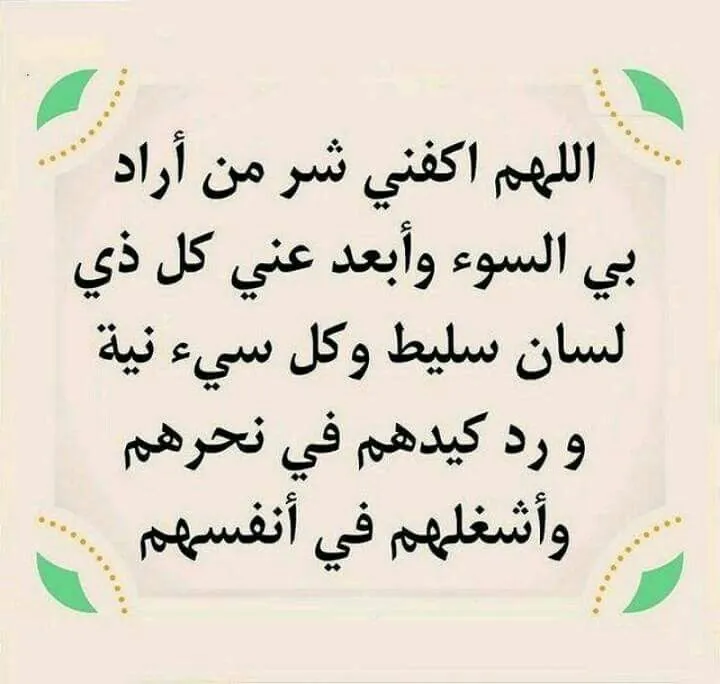 اللهم اكفني شر من أراد
بي السوء وأبعد عني كل ذي
لسان سليط وكل سيء نية
و رد كيدهم في نحرهم
وأشغلهم في أنفسهم